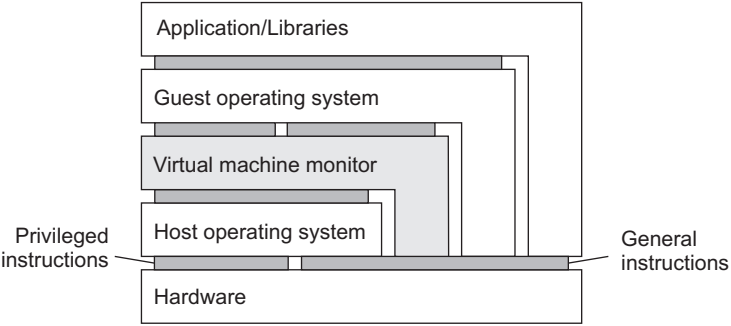 Application/Libraries
Guest operating system
Virtual machine monitor
Host operating system
Privileged
instructions
General
instructions
Hardware